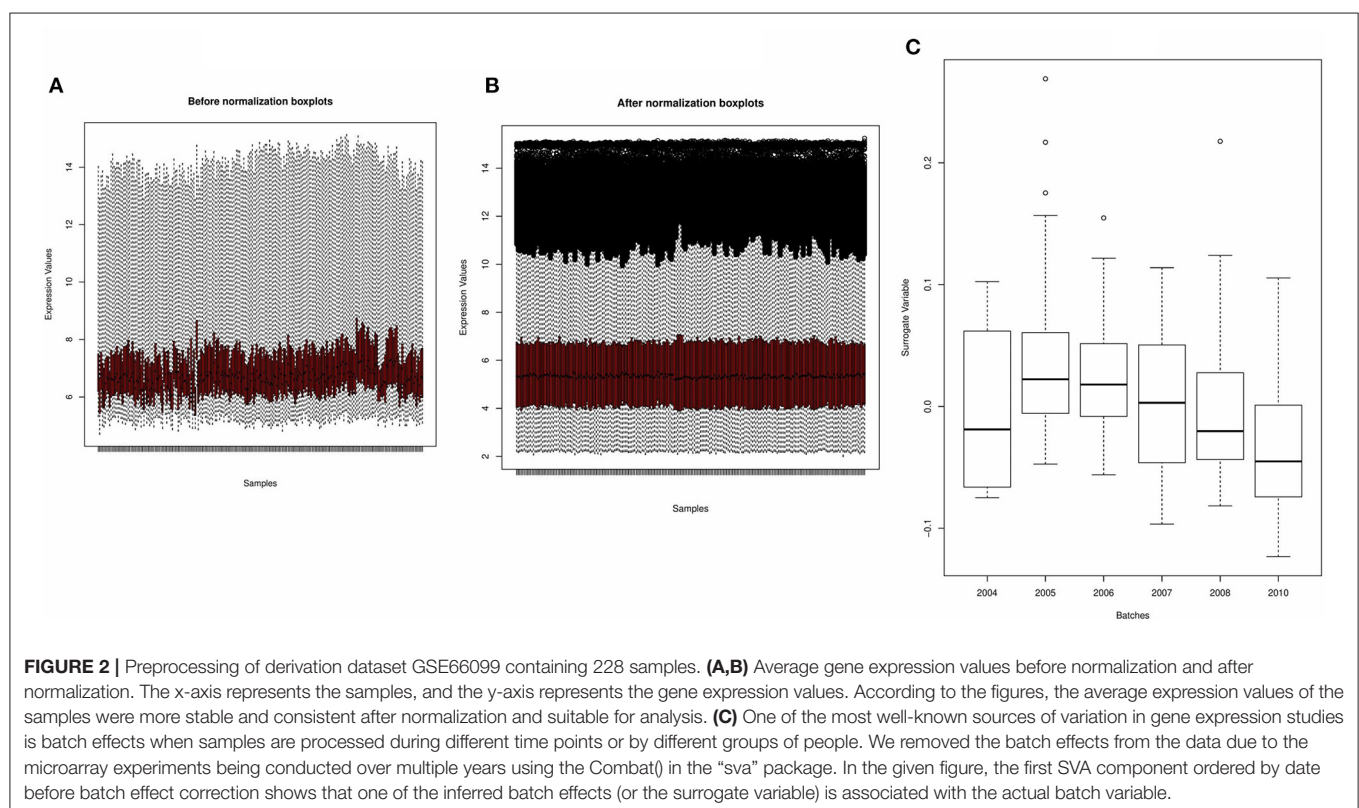 A
Before normalization boxplots
14
12
10
8
6
Expression Values
Samples
B
After normalization boxplots
14
12
10
8
6
4
2
Expression Values
Samples
C
0.2
0.1
0.0
−0.1
Surrogate Variable
2004 2005 2006 2007 2008 2010
Batches
FIGURE 2 | Preprocessing of derivation dataset GSE66099 containing 228 samples. (A,B) Average gene expression values before normalization and after
normalization. The x-axis represents the samples, and the y-axis represents the gene expression values. According to the figures, the average expression values of the
samples were more stable and consistent after normalization and suitable for analysis. (C) One of the most well-known sources of variation in gene expression studies
is batch effects when samples are processed during different time points or by different groups of people. We removed the batch effects from the data due to the
microarray experiments being conducted over multiple years using the Combat() in the “sva” package. In the given figure, the first SVA component ordered by date
before batch effect correction shows that one of the inferred batch effects (or the surrogate variable) is associated with the actual batch variable.